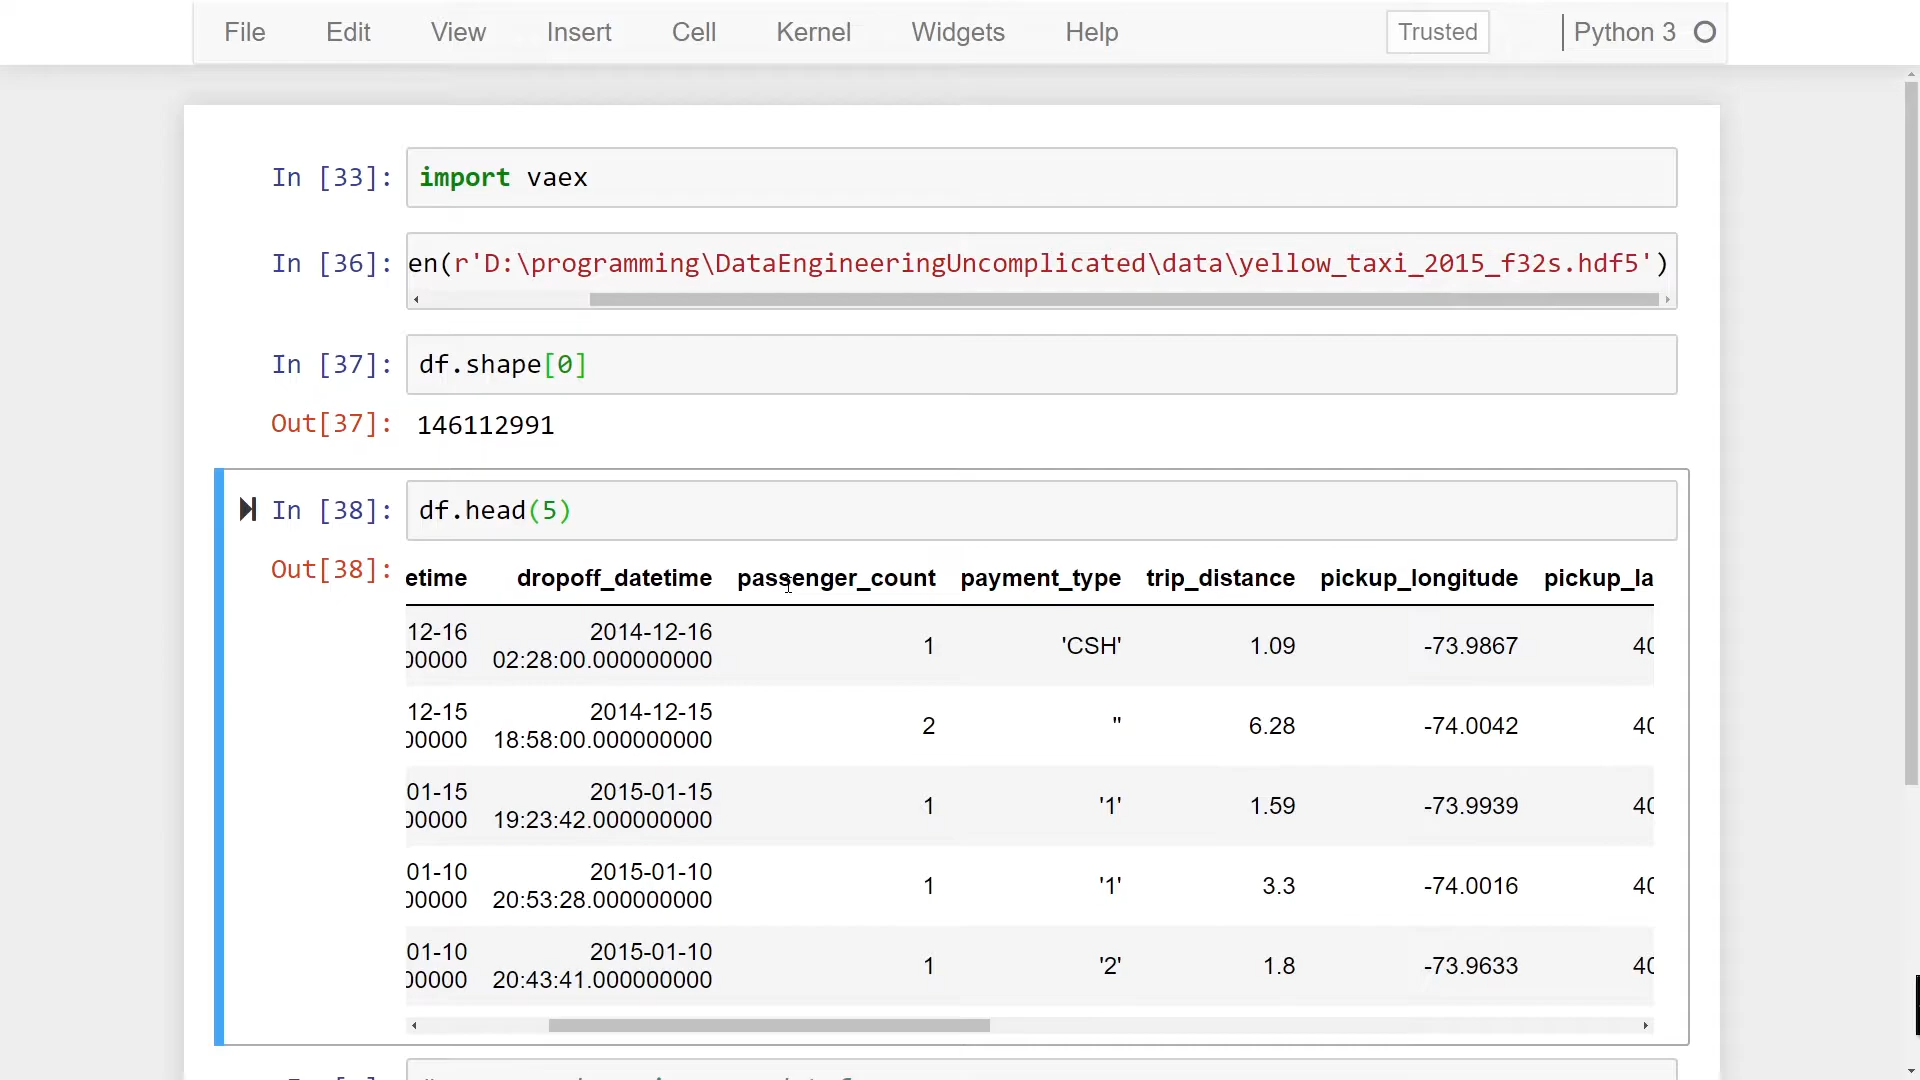 File Edit View Insert Cell Kernel Widgets Help Trusted Python 3
In [33]: import vaex
In [36]: en(r'D:\programming\DataEngineeringUncomplicated\data\yellow_taxi_2015_f32s.hdf5')
In [37]: df.shape[0]
Out[37]: 146112991
In [38]: df.head(5)
Out[38]: etime dropoff_datetime passenger_count payment_type trip_distance pickup_longitude pickup_la
12-16 2014-12-16
00000 02:28:00.000000000 1 'CSH' 1.09 -73.9867 40
12-15 2014-12-15
00000 18:58:00.000000000 2 '' 6.28 -74.0042 40
01-15 2015-01-15
00000 19:23:42.000000000 1 '1' 1.59 -73.9939 40
01-10 2015-01-10
00000 20:53:28.000000000 1 '1' 3.3 -74.0016 40
01-10 2015-01-10
00000 20:43:41.000000000 1 '2' 1.8 -73.9633 40